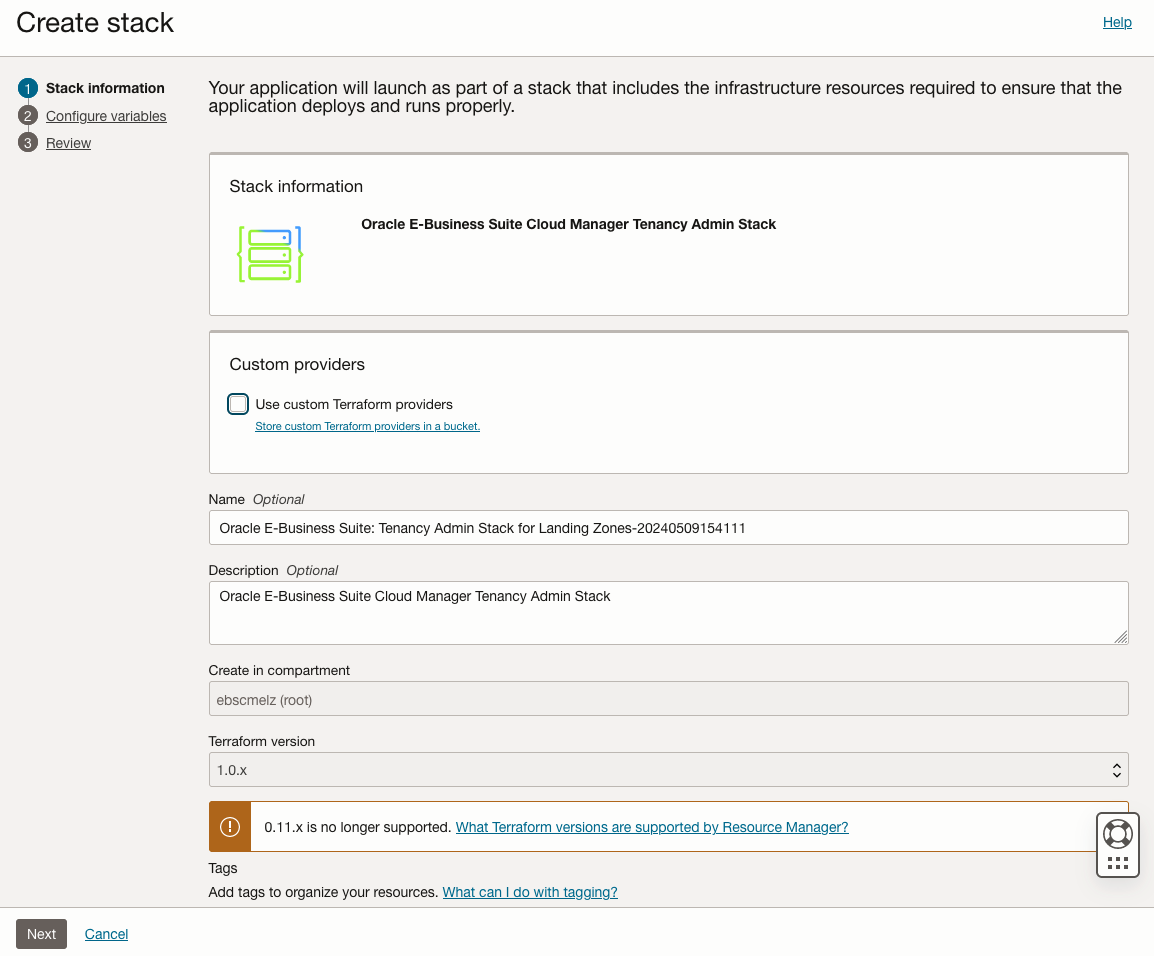 Create stack
Help
1 Stack information
2 Configure variables
3 Review
Your application will launch as part of a stack that includes the infrastructure resources required to ensure that the
application deploys and runs properly.
Stack information
Oracle E-Business Suite Cloud Manager Tenancy Admin Stack
Custom providers
Use custom Terraform providers
Store custom Terraform providers in a bucket.
Name Optional
Oracle E-Business Suite: Tenancy Admin Stack for Landing Zones-20240509154111
Description Optional
Oracle E-Business Suite Cloud Manager Tenancy Admin Stack
Create in compartment
ebscmelz (root)
Terraform version
1.0.x
0.11.x is no longer supported. What Terraform versions are supported by Resource Manager?
Tags
Add tags to organize your resources. What can I do with tagging?
Next Cancel